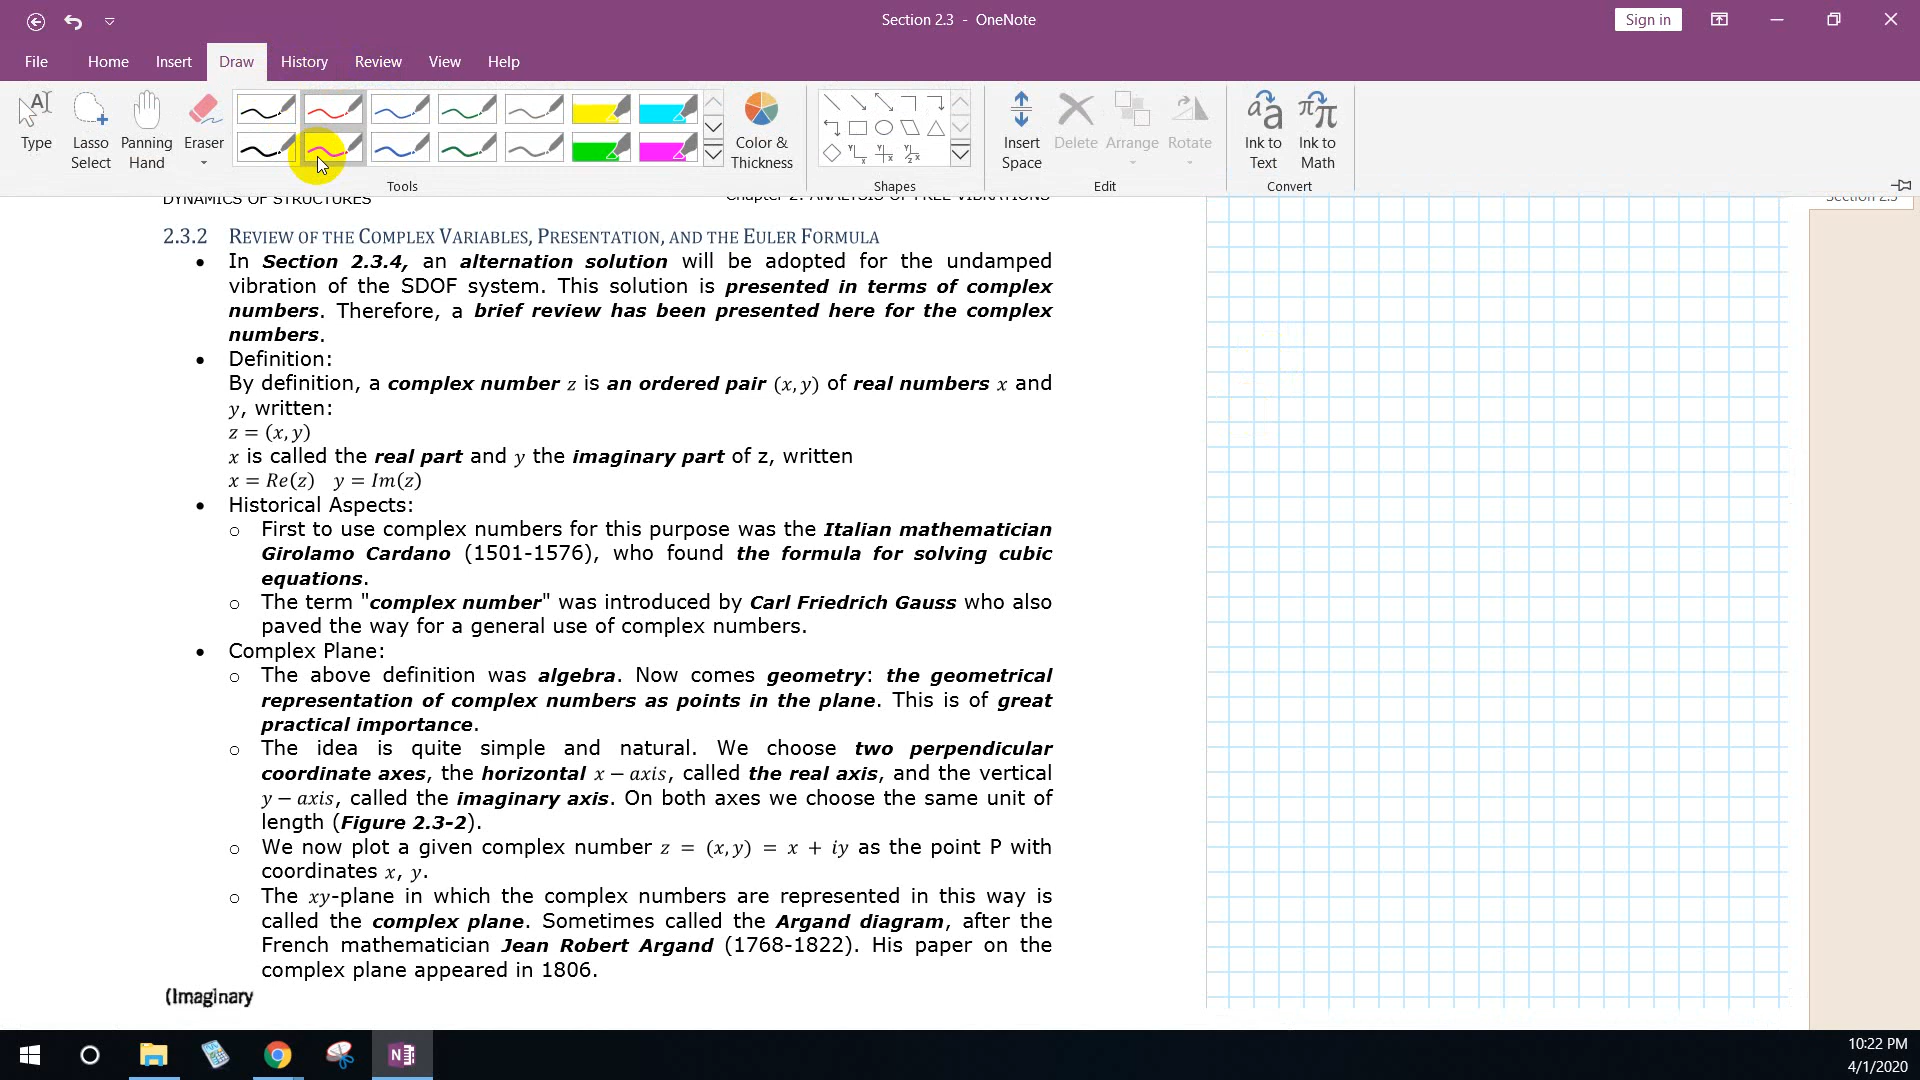 Section 2.3 - OneNote
Sign in
File Home Insert Draw History Review View Help
Type
Lasso Select
Panning Hand
Eraser
Color & Thickness
Insert Space
Delete
Arrange
Rotate
Ink to Text
Ink to Math
Tools
Shapes
Edit
Convert
DYNAMICS OF STRUCTURES
Chapter 2: ANALYSIS OF FREE VIBRATIONS
Section 2.3
2.3.2 REVIEW OF THE COMPLEX VARIABLES, PRESENTATION, AND THE EULER FORMULA
• In Section 2.3.4, an alternation solution will be adopted for the undamped
vibration of the SDOF system. This solution is presented in terms of complex
numbers. Therefore, a brief review has been presented here for the complex
numbers.
• Definition:
By definition, a complex number z is an ordered pair (x, y) of real numbers x and
y, written:
z = (x, y)
x is called the real part and y the imaginary part of z, written
x = Re(z) y = Im(z)
• Historical Aspects:
o First to use complex numbers for this purpose was the Italian mathematician
Girolamo Cardano (1501-1576), who found the formula for solving cubic
equations.
o The term "complex number" was introduced by Carl Friedrich Gauss who also
paved the way for a general use of complex numbers.
• Complex Plane:
o The above definition was algebra. Now comes geometry: the geometrical
representation of complex numbers as points in the plane. This is of great
practical importance.
o The idea is quite simple and natural. We choose two perpendicular
coordinate axes, the horizontal x − axis, called the real axis, and the vertical
y − axis, called the imaginary axis. On both axes we choose the same unit of
length (Figure 2.3-2).
o We now plot a given complex number z = (x, y) = x + iy as the point P with
coordinates x, y.
o The xy-plane in which the complex numbers are represented in this way is
called the complex plane. Sometimes called the Argand diagram, after the
French mathematician Jean Robert Argand (1768-1822). His paper on the
complex plane appeared in 1806.
(Imaginary
10:22 PM
4/1/2020